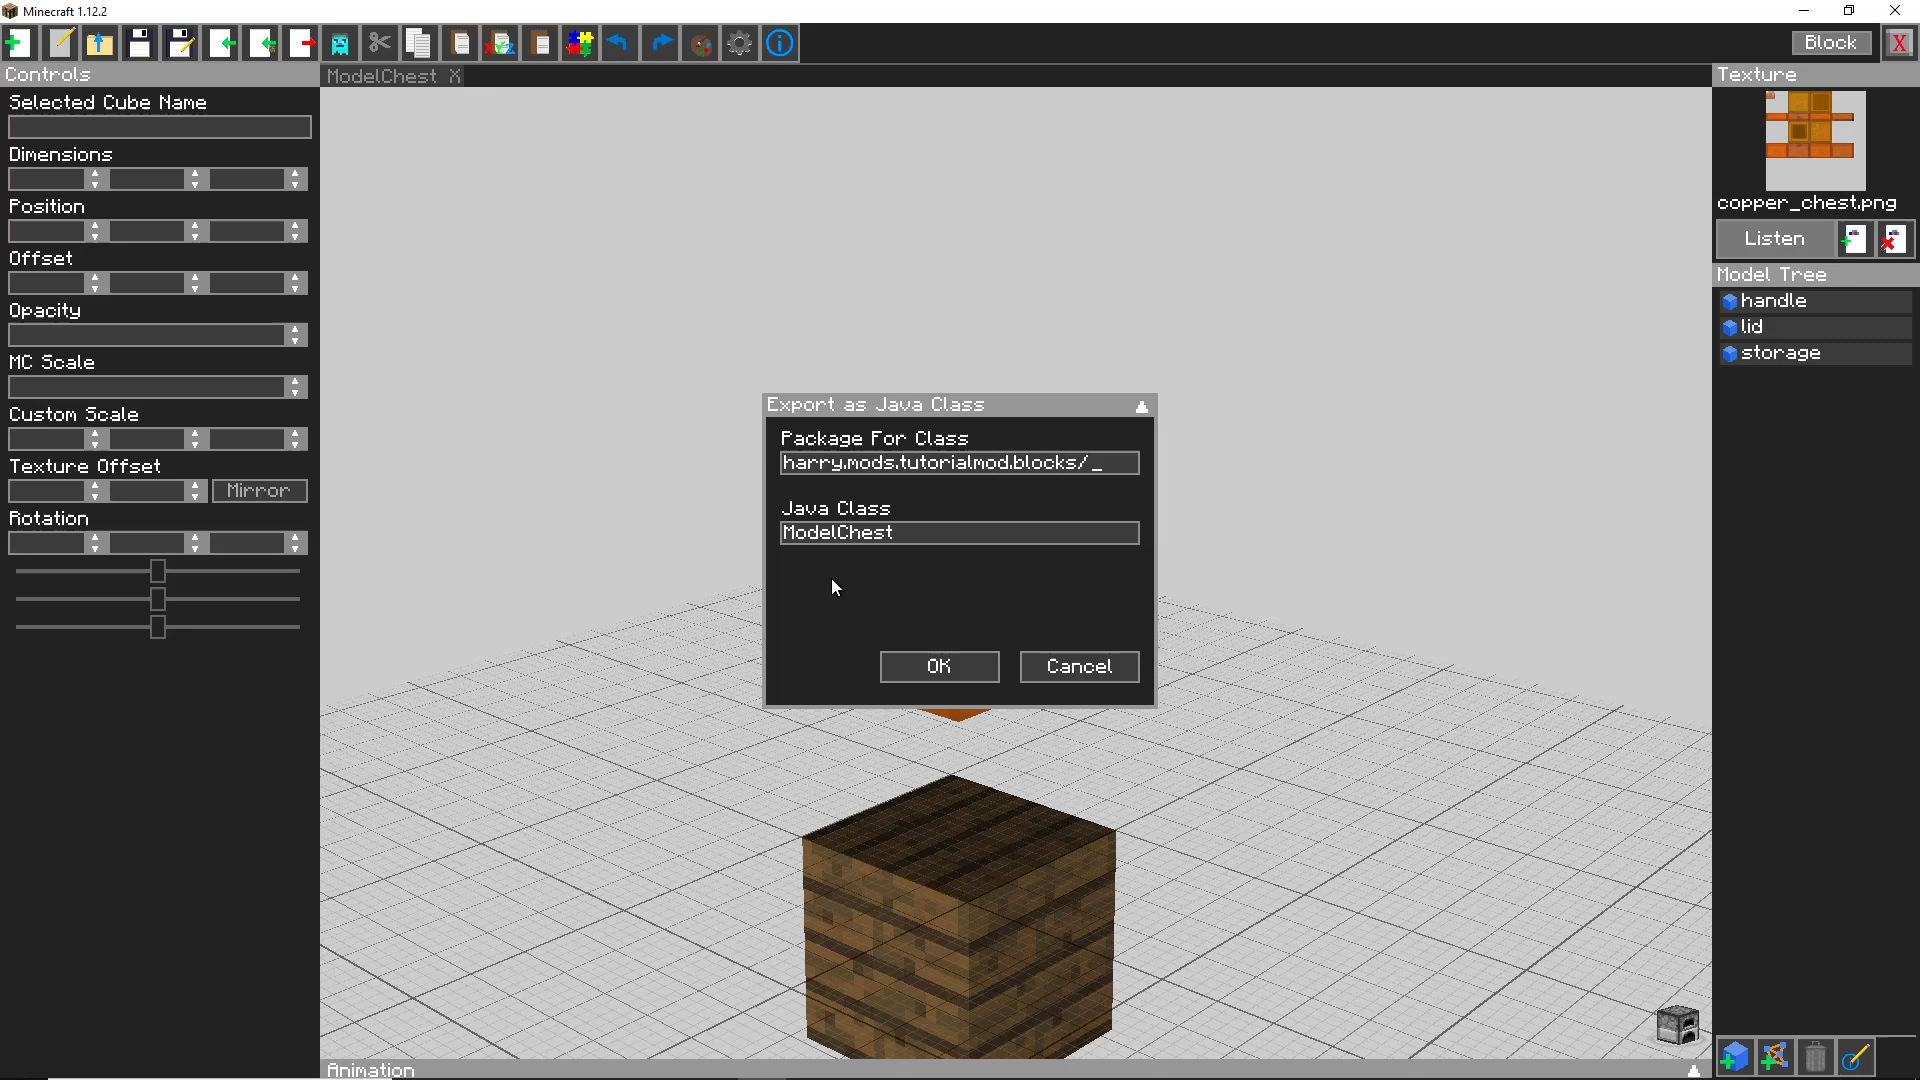 Minecraft 1.12.2
Block
X
Controls
ModelChest X
Texture
Selected Cube Name
Dimensions
Position
Offset
Opacity
MC Scale
Custom Scale
Texture Offset
Mirror
Rotation
Export as Java Class
Package For Class
harry.mods.tutorialmod.blocks/_
Java Class
ModelChest
OK
Cancel
copper_chest.png
Listen
Model Tree
handle
lid
storage
Animation